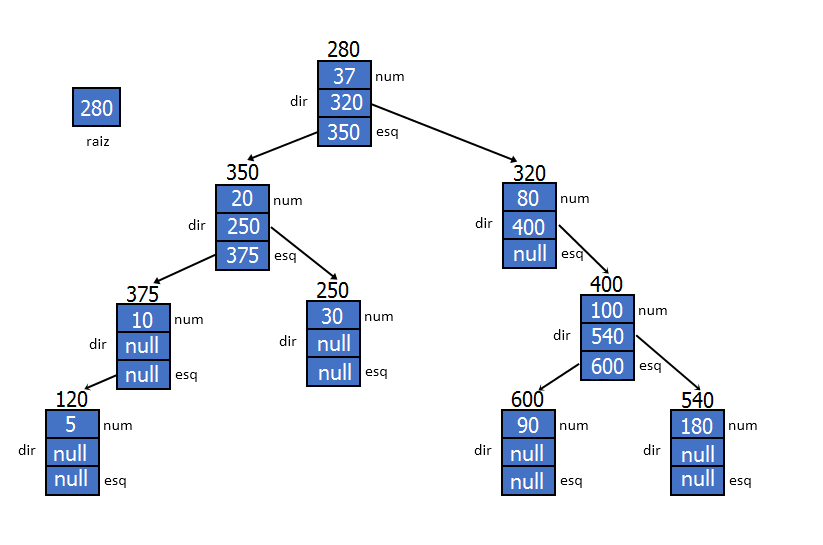 280
37 num
dir 320
350 esq
280
raiz
350
20 num
dir 250
375 esq
320
80 num
dir 400
null esq
375
10 num
dir null
null esq
250
30 num
dir null
null esq
400
100 num
dir 540
600 esq
120
5 num
dir null
null esq
600
90 num
dir null
null esq
540
180 num
dir null
null esq